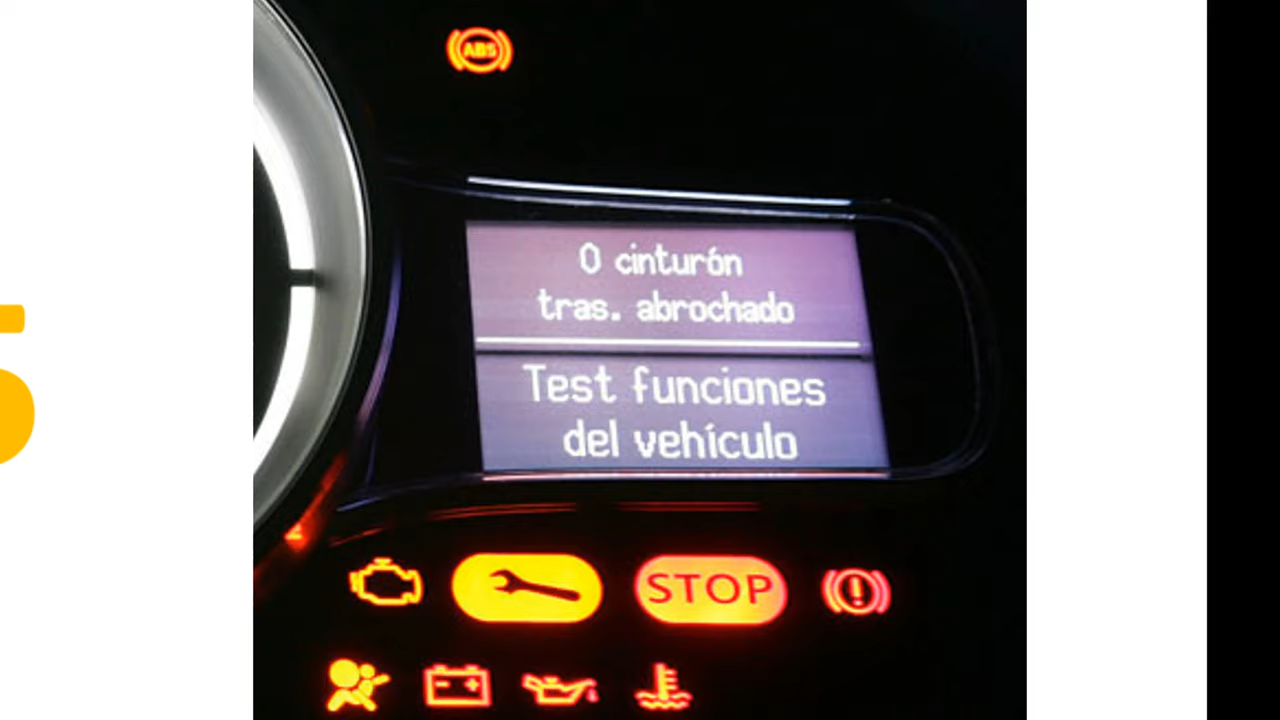 ABS
0 cinturón
tras. abrochado
Test funciones
del vehículo
STOP